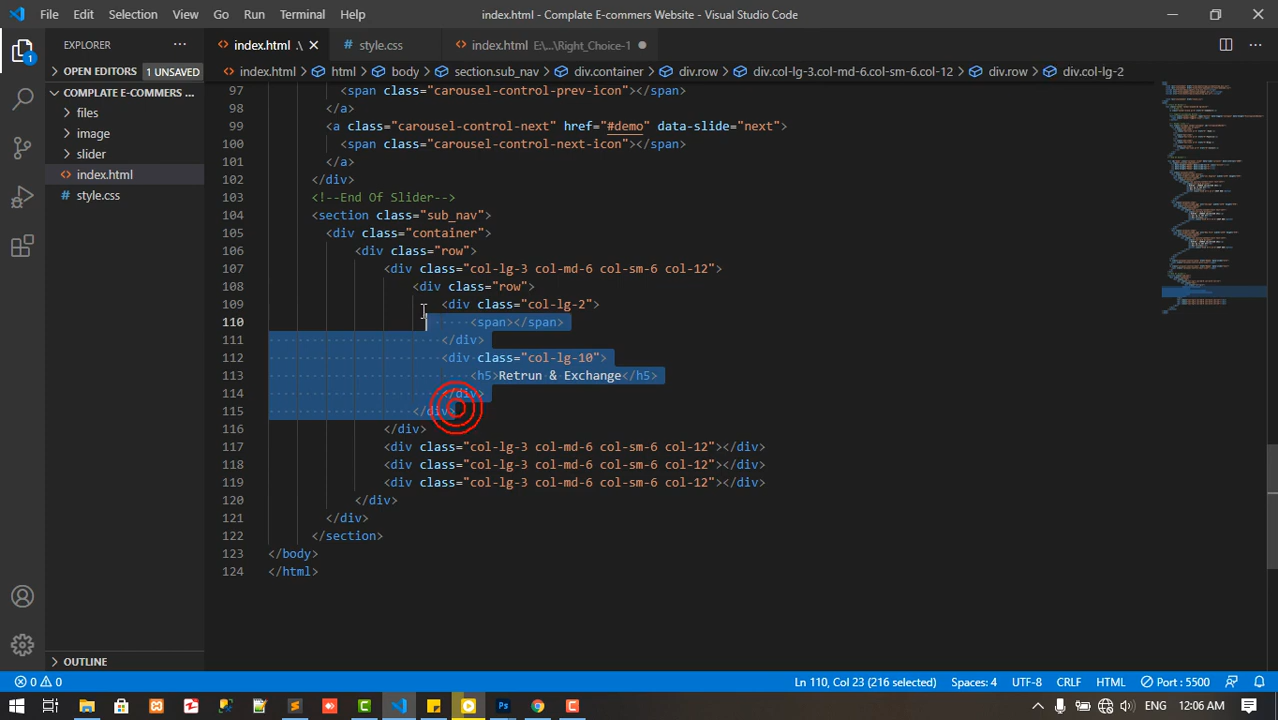 File Edit Selection View Go Run Terminal Help index.html - Complate E-commers Website - Visual Studio Code
EXPLORER index.html .\ style.css index.html E:\...\Right_Choice-1
OPEN EDITORS 1 UNSAVED index.html > html > body > section.sub_nav > div.container > div.row > div.col-lg-3.col-md-6.col-sm-6.col-12 > div.row > div.col-lg-2
COMPLATE E-COMMERS ...
files
image
slider
index.html
style.css
97 <span class="carousel-control-prev-icon"></span>
98 </a>
99 <a class="carousel-control-next" href="#demo" data-slide="next">
100 <span class="carousel-control-next-icon"></span>
101 </a>
102 </div>
103 <!--End Of Slider-->
104 <section class="sub_nav">
105 <div class="container">
106 <div class="row">
107 <div class="col-lg-3 col-md-6 col-sm-6 col-12">
108 <div class="row">
109 <div class="col-lg-2">
110 <span></span>
111 </div>
112 <div class="col-lg-10">
113 <h5>Retrun & Exchange</h5>
114 </div>
115 </div>
116 </div>
117 <div class="col-lg-3 col-md-6 col-sm-6 col-12"></div>
118 <div class="col-lg-3 col-md-6 col-sm-6 col-12"></div>
119 <div class="col-lg-3 col-md-6 col-sm-6 col-12"></div>
120 </div>
121 </div>
122 </section>
123 </body>
124 </html>
OUTLINE
0 0 Ln 110, Col 23 (216 selected) Spaces: 4 UTF-8 CRLF HTML Port : 5500
ENG 12:06 AM